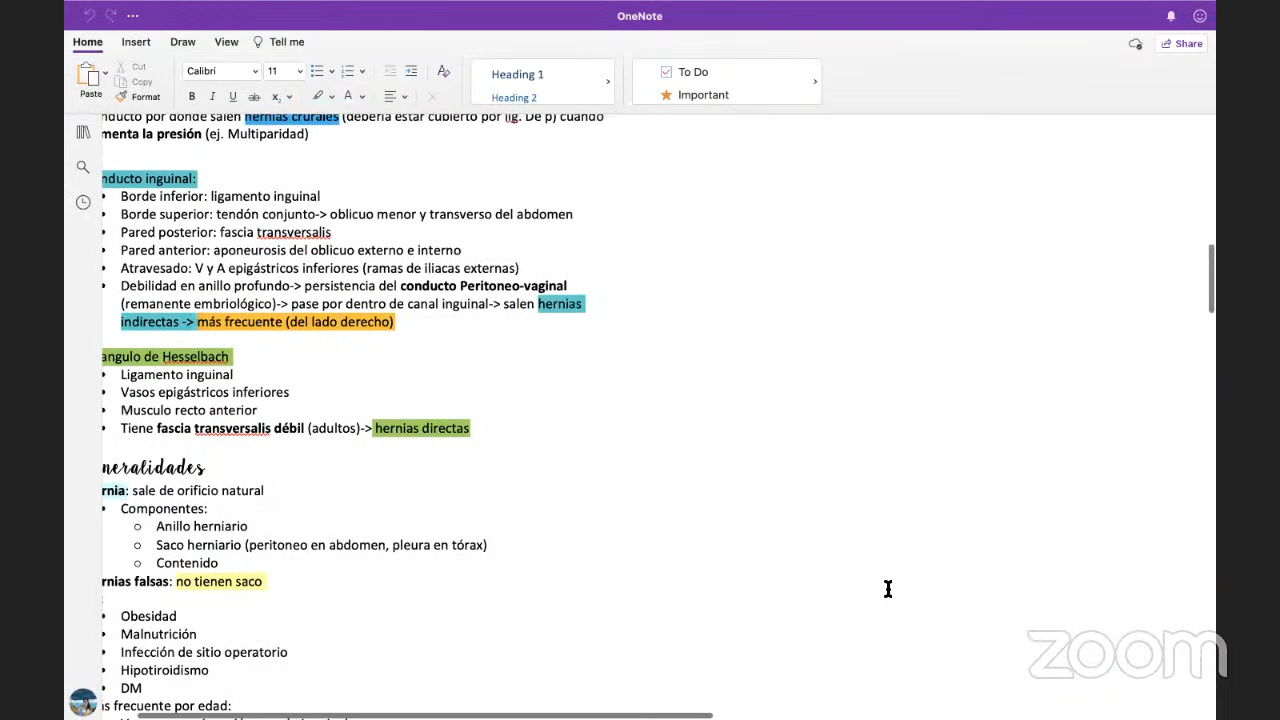 OneNote
Home Insert Draw View Tell me
Share
Paste
Cut
Copy
Format
Calibri 11
B I U ab x₂ A
Heading 1
Heading 2
To Do
Important
nducto por donde salen hernias crurales (debería estar cubierto por lig. De p) cuando
menta la presión (ej. Multiparidad)
nducto inguinal:
• Borde inferior: ligamento inguinal
• Borde superior: tendón conjunto-> oblicuo menor y transverso del abdomen
• Pared posterior: fascia transversalis
• Pared anterior: aponeurosis del oblicuo externo e interno
• Atravesado: V y A epigástricos inferiores (ramas de iliacas externas)
• Debilidad en anillo profundo-> persistencia del conducto Peritoneo-vaginal
(remanente embriológico)-> pase por dentro de canal inguinal-> salen hernias
indirectas -> más frecuente (del lado derecho)
angulo de Hesselbach
• Ligamento inguinal
• Vasos epigástricos inferiores
• Musculo recto anterior
• Tiene fascia transversalis débil (adultos)-> hernias directas
neralidades
rnia: sale de orificio natural
• Componentes:
○ Anillo herniario
○ Saco herniario (peritoneo en abdomen, pleura en tórax)
○ Contenido
rnias falsas: no tienen saco
:
• Obesidad
• Malnutrición
• Infección de sitio operatorio
• Hipotiroidismo
• DM
s frecuente por edad:
zoom